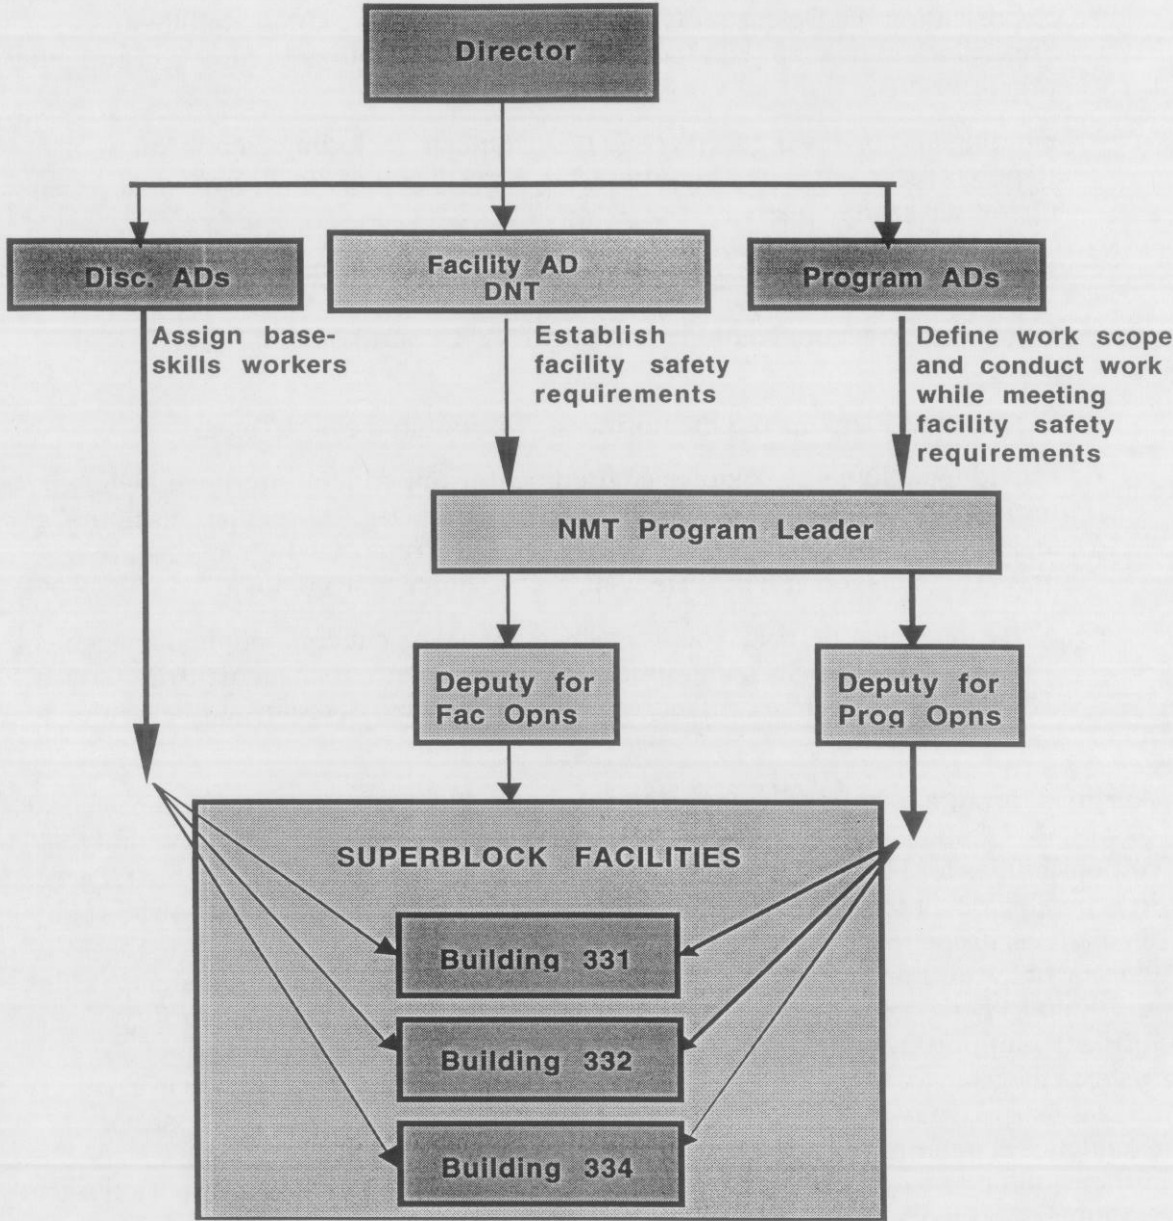 Director
Disc. ADs
Facility AD
DNT
Program ADs
Assign base-
skills workers
Establish
facility safety
requirements
Define work scope
and conduct work
while meeting
facility safety
requirements
NMT Program Leader
Deputy for
Fac Opns
Deputy for
Prog Opns
SUPERBLOCK FACILITIES
Building 331
Building 332
Building 334